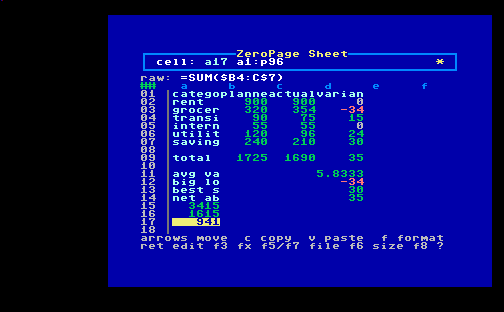 ZeroPage Sheet
cell: a17 a1:p96 *
raw: =SUM($B4:C$7)
## a b c d e f
01 categoplanneactualvarian
02 rent 900 900 0
03 grocer 320 354 -34
04 transi 90 75 15
05 intern 55 55 0
06 utilit 120 96 24
07 saving 240 210 30
08
09 total 1725 1690 35
10
11 avg va 5.8333
12 big lo -34
13 best s 30
14 net ab 35
15 3415
16 1615
17 941
18
arrows move c copy v paste f format
ret edit f3 fx f5/f7 file f6 size f8 ?